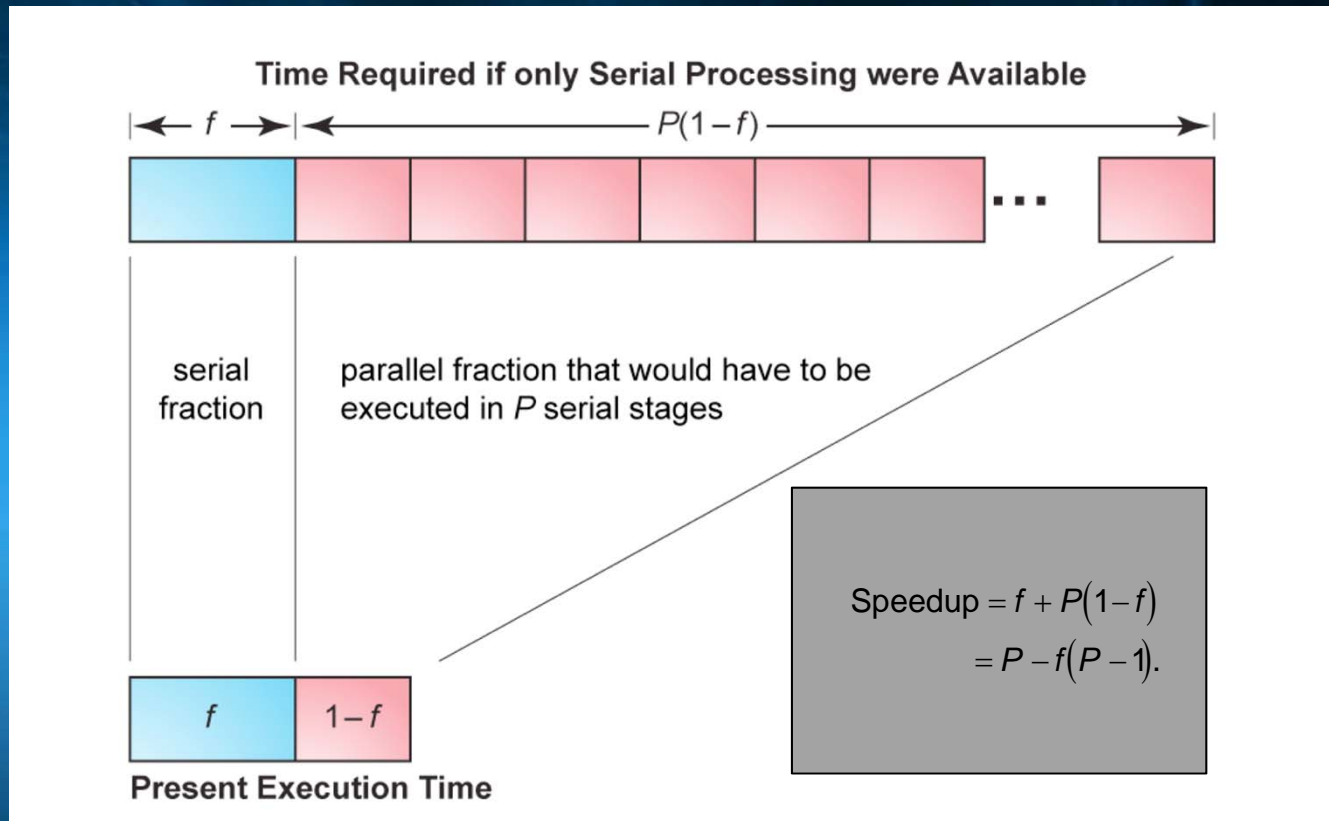 Time Required if only Serial Processing were Available
f
P(1 – f)
...
serial
fraction
parallel fraction that would have to be
executed in P serial stages
Speedup = f + P(1–f)
= P – f(P – 1).
f
1 – f
Present Execution Time